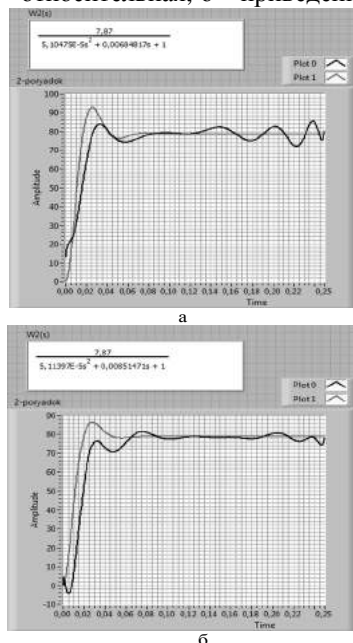 относительная, б – приведен
W2(s)
7,87
5,10475E-5s² + 0,00684817s + 1
2-poryadok
Plot 0
Plot 1
100-
90-
80-
70-
60-
50-
40-
30-
20-
10-
0-
Amplitude
0,00 0,02 0,04 0,06 0,08 0,10 0,12 0,14 0,16 0,18 0,20 0,22 0,25
Time
а
W2(s)
7,87
5,11397E-5s² + 0,00851471s + 1
2-poryadok
Plot 0
Plot 1
90-
80-
70-
60-
50-
40-
30-
20-
10-
0-
-10-
Amplitude
0,00 0,02 0,04 0,06 0,08 0,10 0,12 0,14 0,16 0,18 0,20 0,22 0,25
Time
б